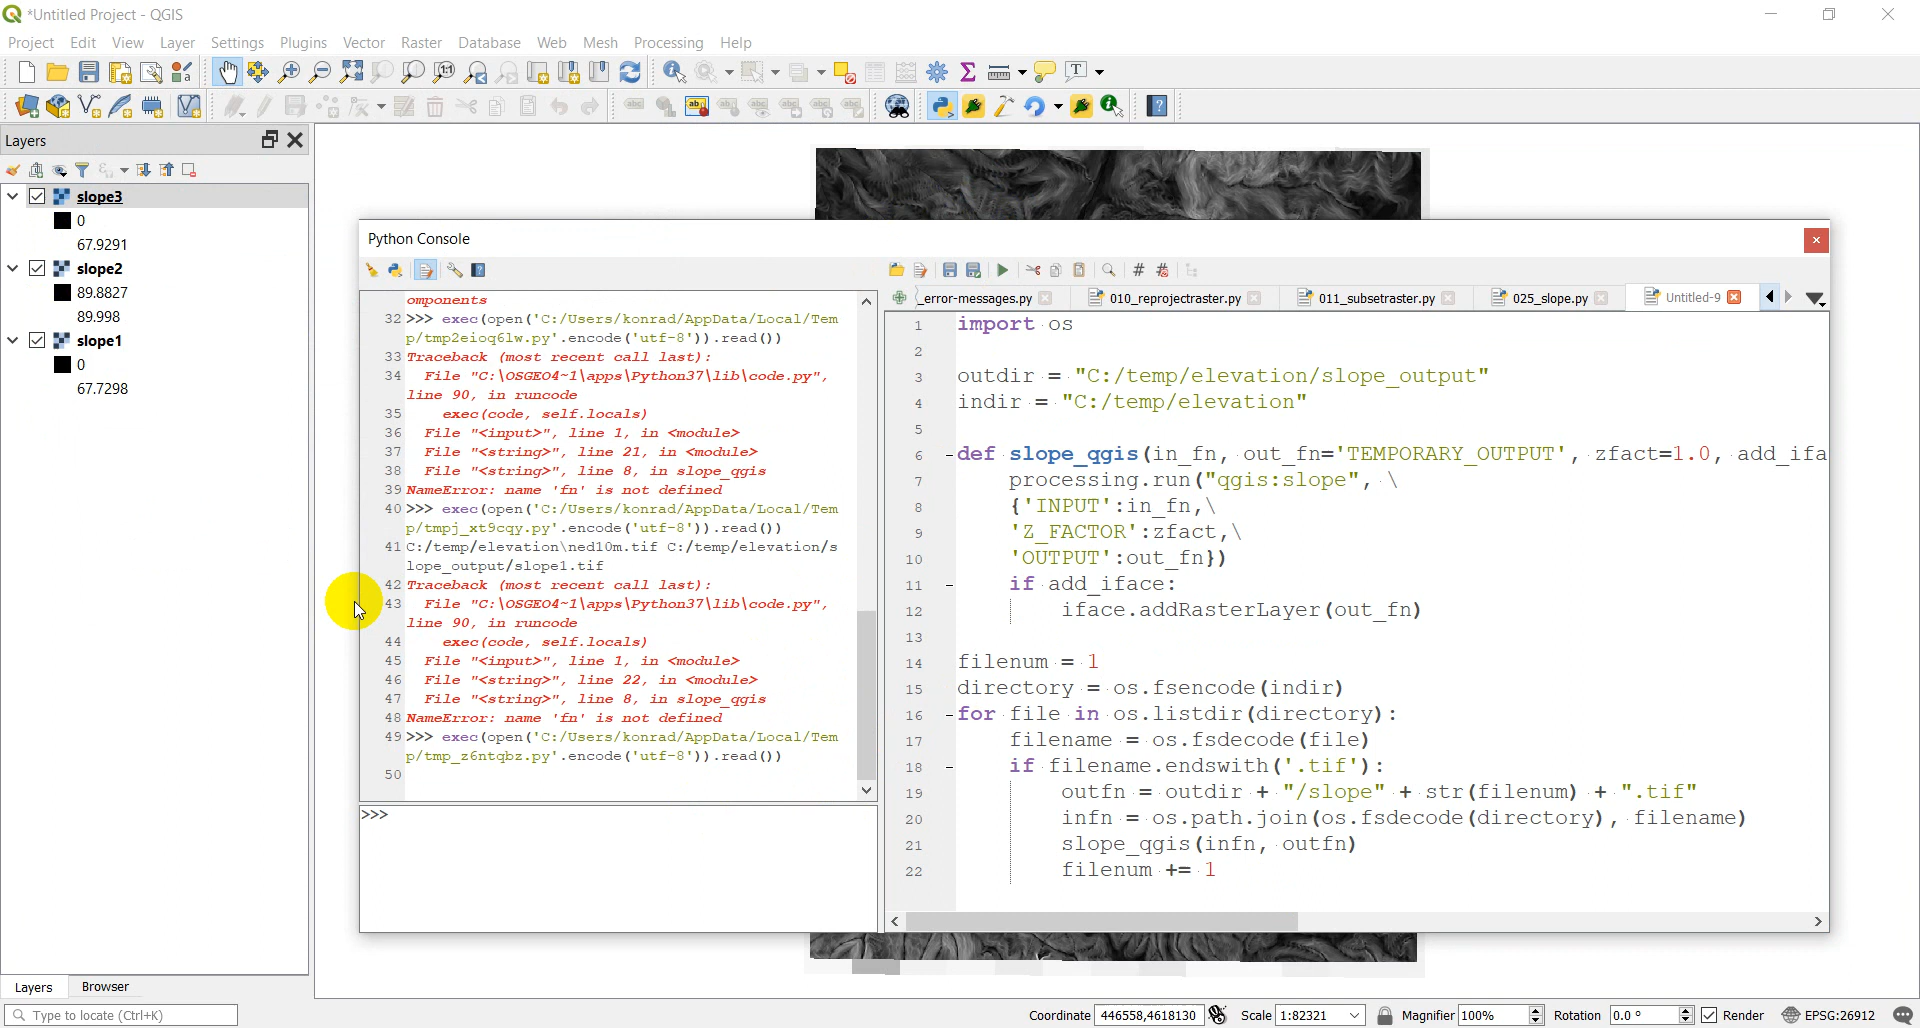 *Untitled Project - QGIS
Project Edit View Layer Settings Plugins Vector Raster Database Web Mesh Processing Help
Layers
slope3
0
67.9291
slope2
89.8827
89.998
slope1
0
67.7298
Python Console
_error-messages.py 010_reprojectraster.py 011_subsetraster.py 025_slope.py Untitled-9
omponents
32 >>> exec(open('C:/Users/konrad/AppData/Local/Tem
p/tmp2eioq6lw.py'.encode('utf-8')).read())
33 Traceback (most recent call last):
34 File "C:\OSGEO4~1\apps\Python37\lib\code.py",
line 90, in runcode
35 exec(code, self.locals)
36 File "<input>", line 1, in <module>
37 File "<string>", line 21, in <module>
38 File "<string>", line 8, in slope_qgis
39 NameError: name 'fn' is not defined
40 >>> exec(open('C:/Users/konrad/AppData/Local/Tem
p/tmpj_xt9cqy.py'.encode('utf-8')).read())
41 C:/temp/elevation\ned10m.tif C:/temp/elevation/s
lope_output/slope1.tif
42 Traceback (most recent call last):
43 File "C:\OSGEO4~1\apps\Python37\lib\code.py",
line 90, in runcode
44 exec(code, self.locals)
45 File "<input>", line 1, in <module>
46 File "<string>", line 22, in <module>
47 File "<string>", line 8, in slope_qgis
48 NameError: name 'fn' is not defined
49 >>> exec(open('C:/Users/konrad/AppData/Local/Tem
p/tmp_z6ntqbz.py'.encode('utf-8')).read())
50
>>>
1 import os
2
3 outdir = "C:/temp/elevation/slope_output"
4 indir = "C:/temp/elevation"
5
6 def slope_qgis(in_fn, out_fn='TEMPORARY_OUTPUT', zfact=1.0, add_ifa
7 processing.run("qgis:slope", \
8 {'INPUT':in_fn,\
9 'Z_FACTOR':zfact,\
10 'OUTPUT':out_fn})
11 if add_iface:
12 iface.addRasterLayer(out_fn)
13
14 filenum = 1
15 directory = os.fsencode(indir)
16 for file in os.listdir(directory):
17 filename = os.fsdecode(file)
18 if filename.endswith('.tif'):
19 outfn = outdir + "/slope" + str(filenum) + ".tif"
20 infn = os.path.join(os.fsdecode(directory), filename)
21 slope_qgis(infn, outfn)
22 filenum += 1
Layers Browser
Type to locate (Ctrl+K) Coordinate 446558,4618130 Scale 1:82321 Magnifier 100% Rotation 0.0 ° Render EPSG:26912